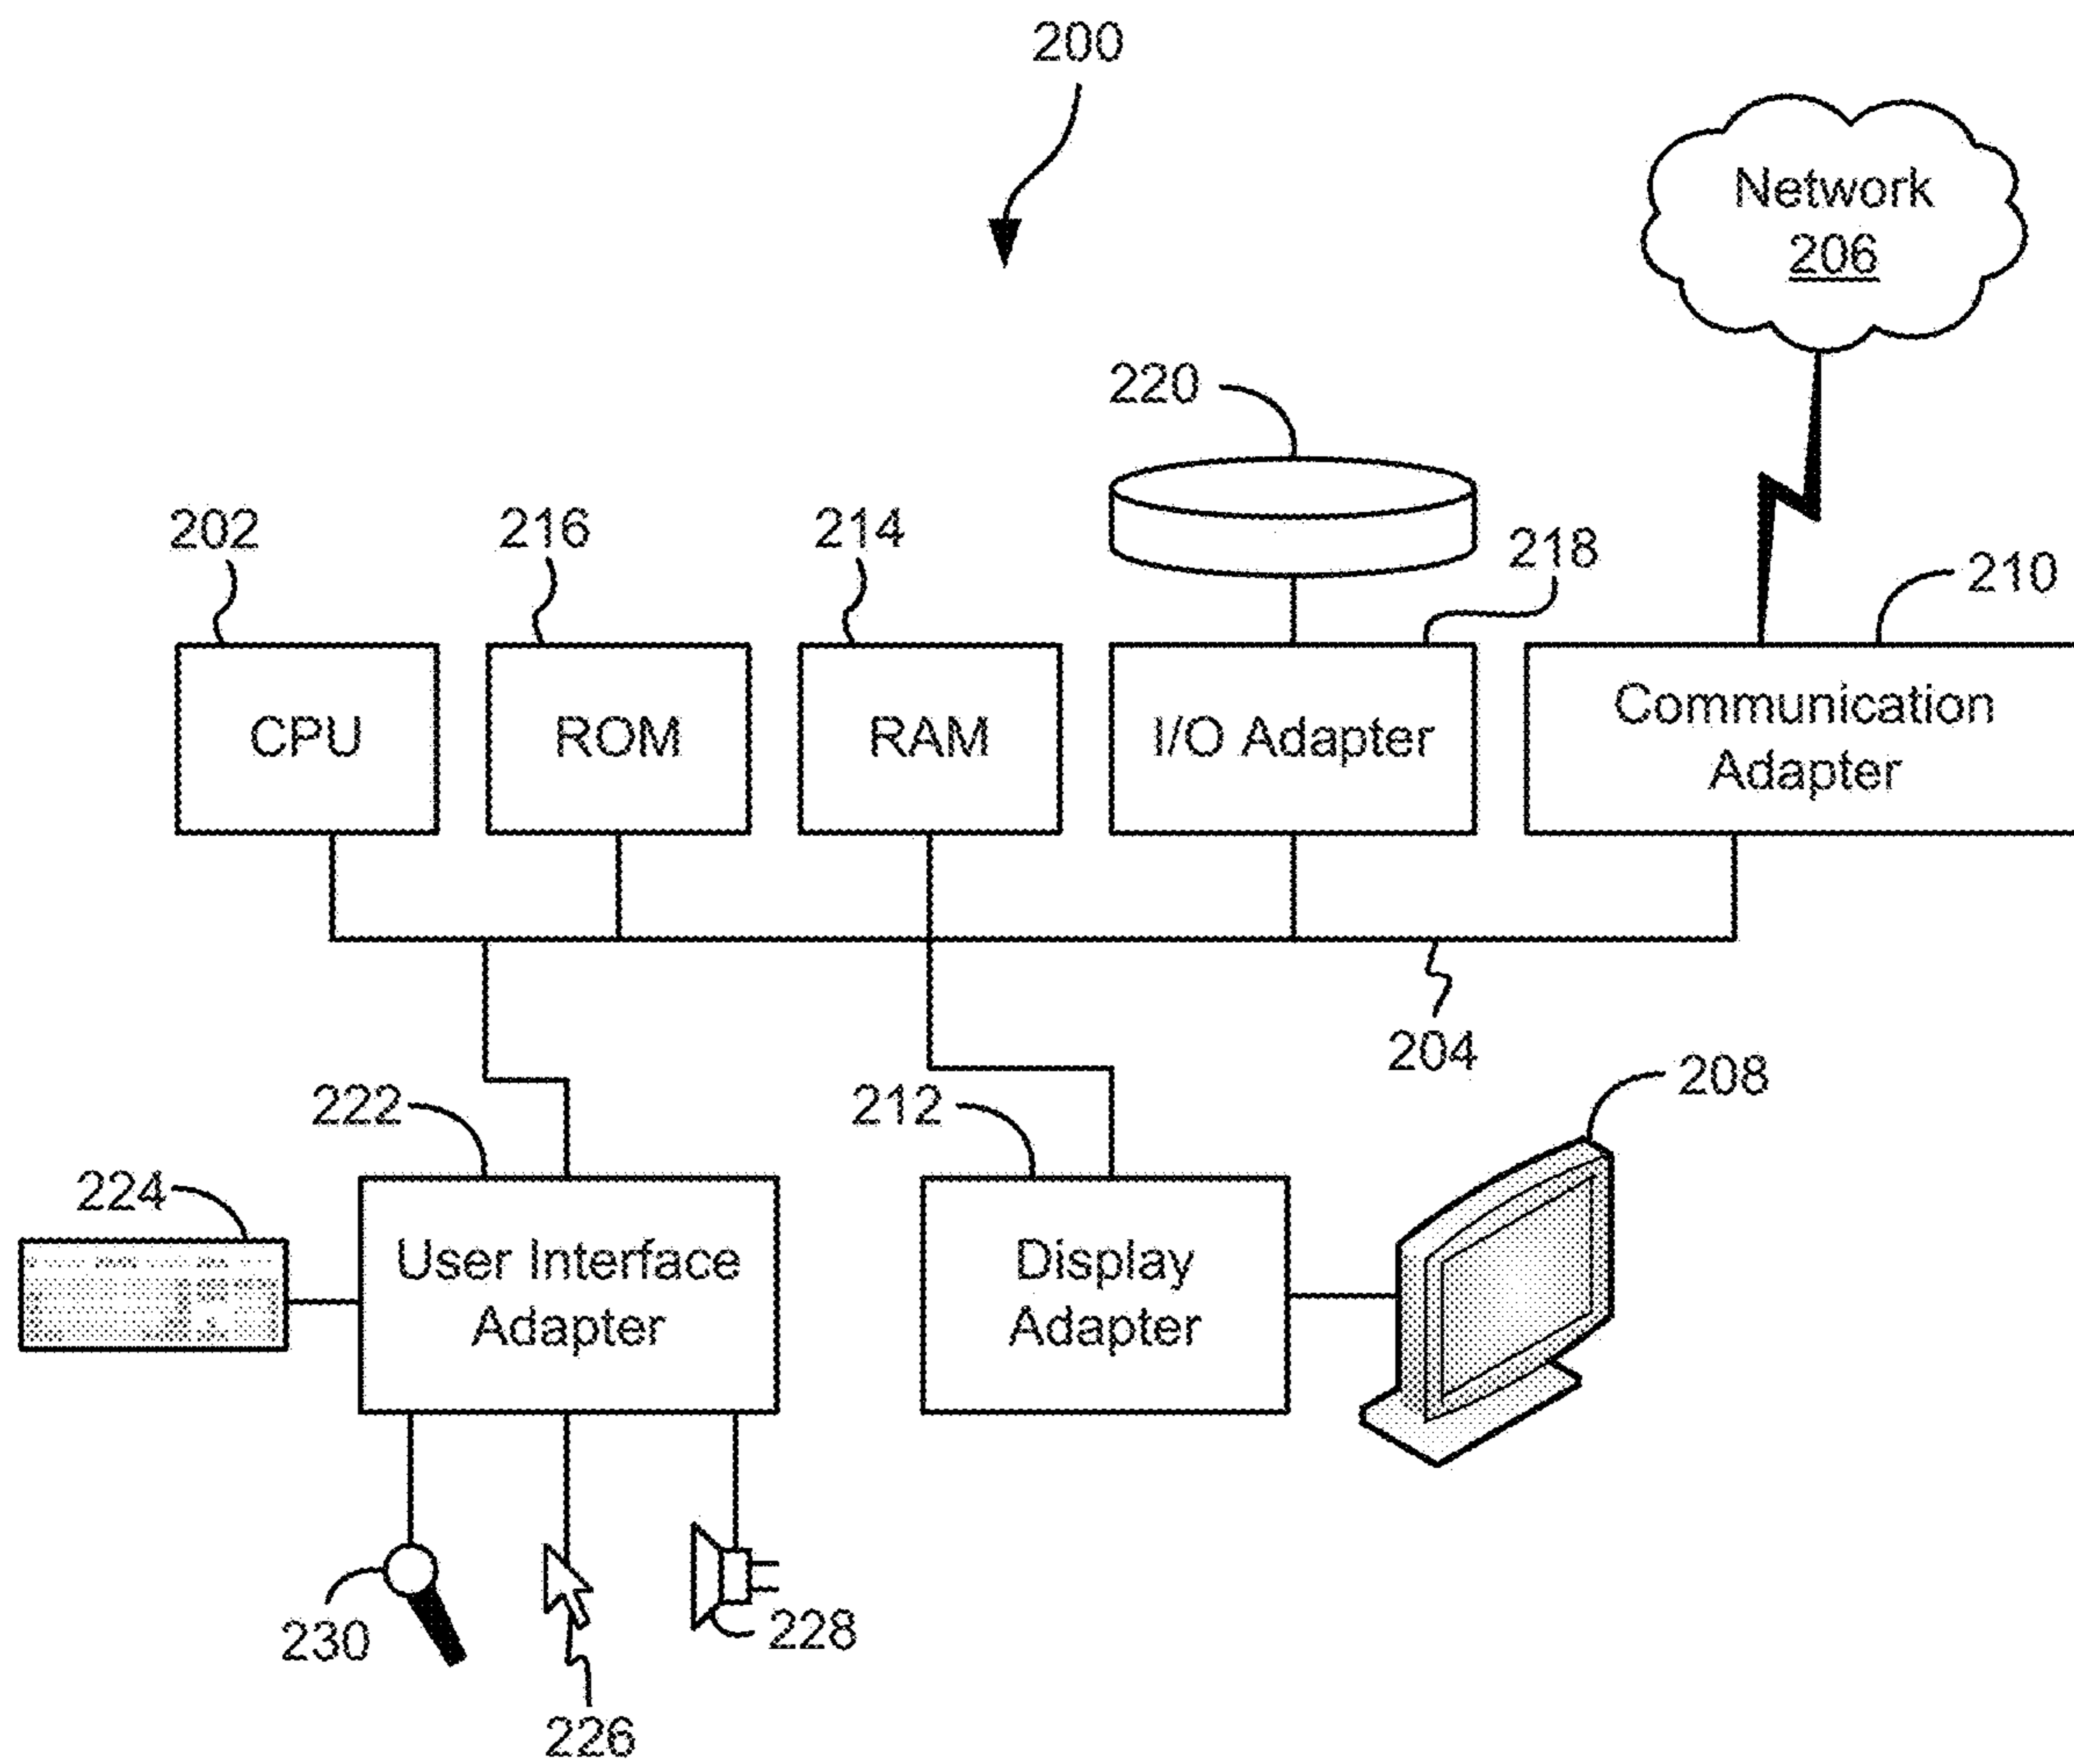 200
Network
206
220
202
216
214
218
210
CPU
ROM
RAM
I/O Adapter
Communication
Adapter
204
208
222
212
224
User Interface
Adapter
Display
Adapter
230
228
226